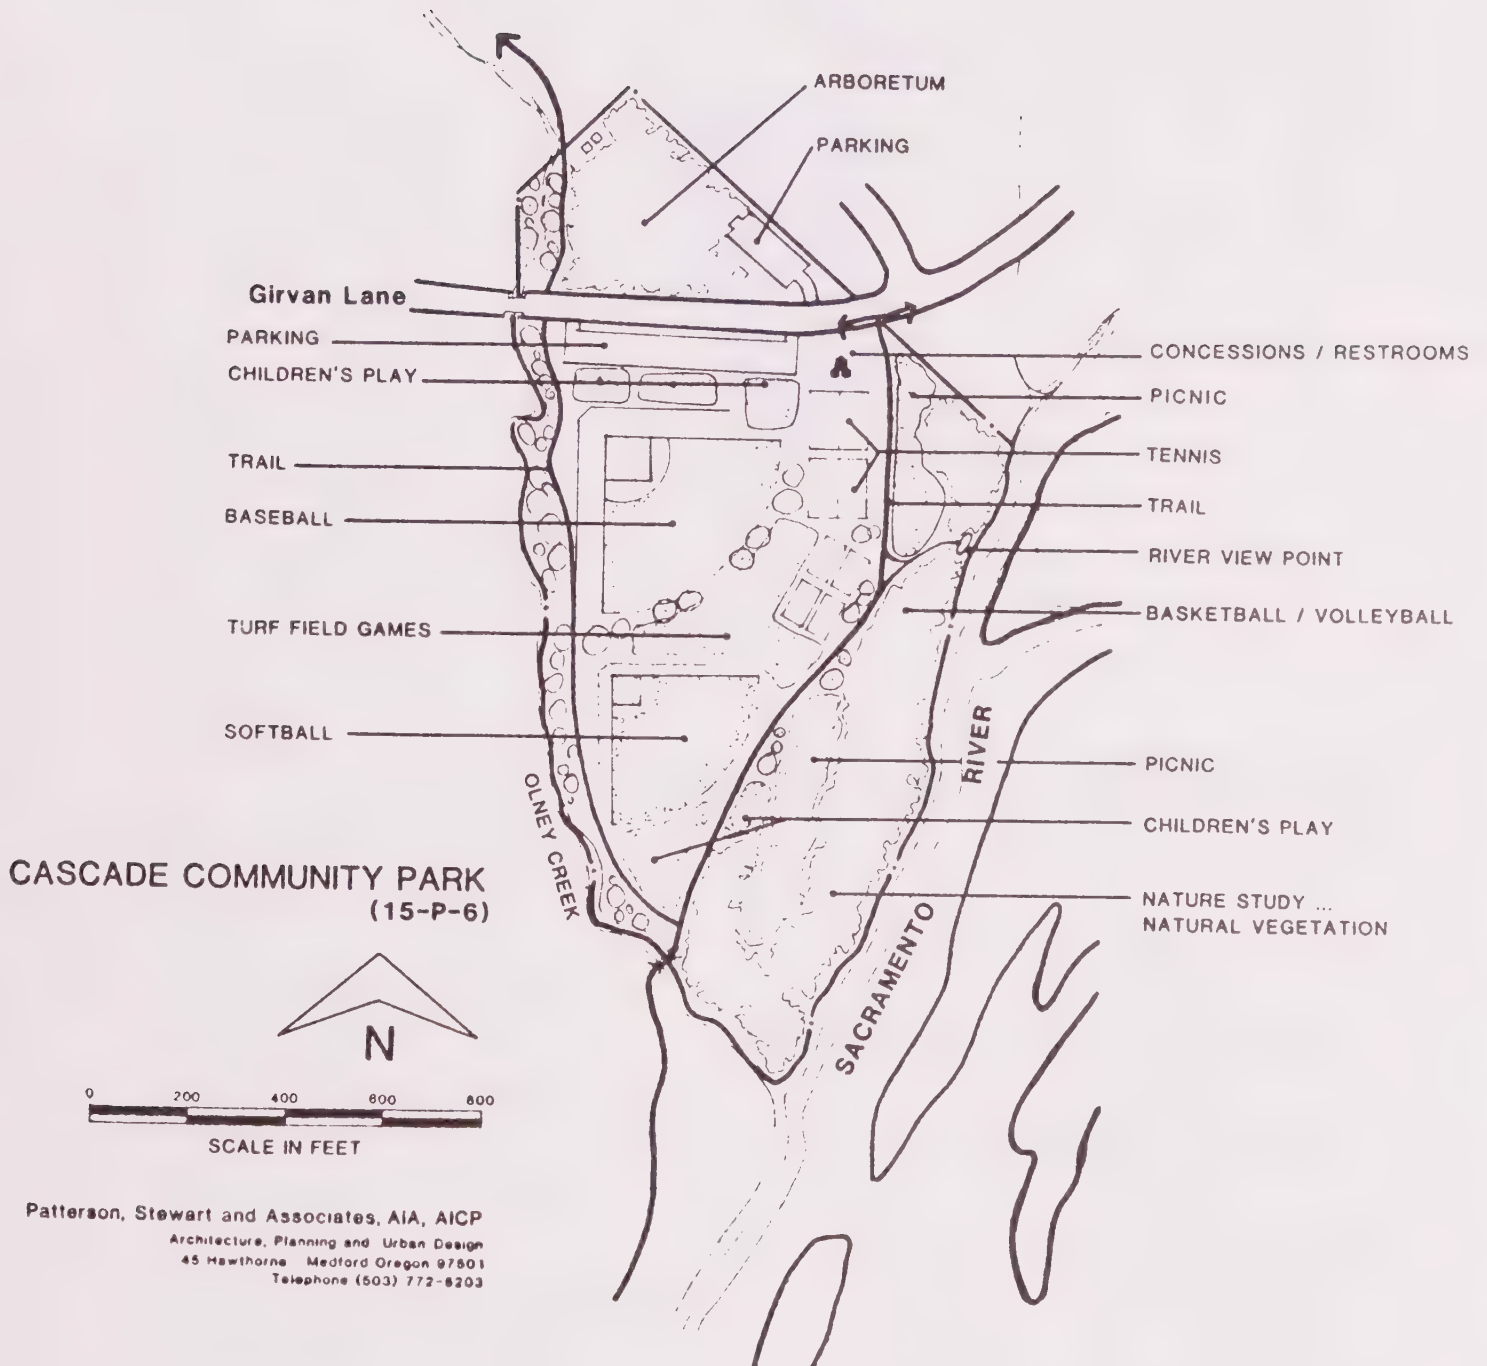 ARBORETUM
PARKING
Girvan Lane
PARKING
CHILDREN'S PLAY
TRAIL
BASEBALL
TURF FIELD GAMES
SOFTBALL
CONCESSIONS / RESTROOMS
PICNIC
TENNIS
TRAIL
RIVER VIEW POINT
BASKETBALL / VOLLEYBALL
PICNIC
CHILDREN'S PLAY
NATURE STUDY ...
NATURAL VEGETATION
OLNEY CREEK
SACRAMENTO RIVER
CASCADE COMMUNITY PARK
(15-P-6)
N
0 200 400 600 800
SCALE IN FEET
Patterson, Stewart and Associates, AIA, AICP
Architecture, Planning and Urban Design
45 Hawthorne Medford Oregon 97501
Telephone (503) 772-5203